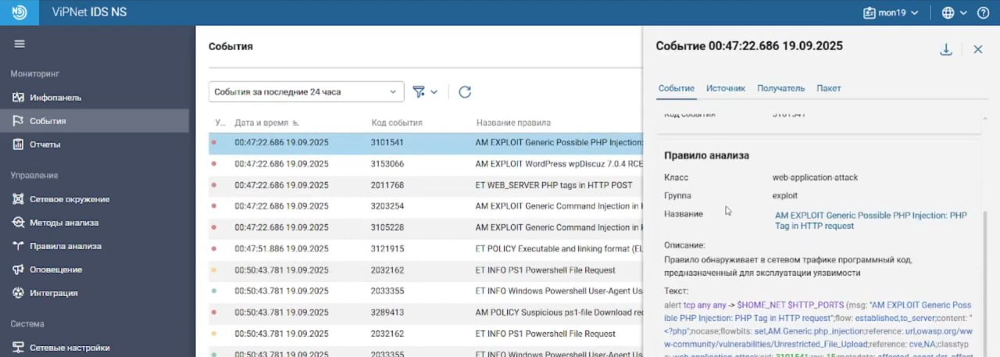 NS ViPNet IDS NS
mon19
События
Событие 00:47:22.686 19.09.2025
Мониторинг
События за последние 24 часа
Событие Источник Получатель Пакет
Инфопанель
События
Отчеты
Управление
Сетевое окружение
Методы анализа
Правила анализа
Оповещение
Интеграция
Система
Сетевые настройки
У... Дата и время Код события Название правила
00:47:22.686 19.09.2025 3101541 AM EXPLOIT Generic Possible PHP Injection:
00:47:22.686 19.09.2025 3153066 AM EXPLOIT WordPress wpDiscuz 7.0.4 RCE
00:47:22.686 19.09.2025 2011768 ET WEB_SERVER PHP tags in HTTP POST
00:47:22.686 19.09.2025 3203254 AM EXPLOIT Generic Command Injection in
00:47:22.686 19.09.2025 3105228 AM EXPLOIT Generic Command Injection in
00:47:51.886 19.09.2025 3121915 ET POLICY Executable and linking format (EL
00:50:43.781 19.09.2025 2032162 ET INFO PS1 Powershell File Request
00:50:43.781 19.09.2025 2033355 ET INFO Windows Powershell User-Agent Us
00:50:43.781 19.09.2025 3289413 AM POLICY Suspicious ps1-file Download
00:50:43.781 19.09.2025 2032162 ET INFO PS1 Powershell File Request
00:50:43.781 19.09.2025 2033355 ET INFO Windows Powershell User-Agent Us
Код события 3101541
Правило анализа
Класс web-application-attack
Группа exploit
Название AM EXPLOIT Generic Possible PHP Injection: PHP
Tag in HTTP request
Описание:
Правило обнаруживает в сетевом трафике программный код,
предназначенный для эксплуатации уязвимости
Текст:
alert tcp any any -> $HOME_NET $HTTP_PORTS (msg: "AM EXPLOIT Generic Poss
ible PHP Injection: PHP Tag in HTTP request";flow: established,to_server;content: "
<?php";nocase;flowbits: set,AM.Generic.php_injection;reference: url,owasp.org/ww
w-community/vulnerabilities/Unrestricted_File_Upload;reference: cve,NA;classtyp
e: web-application-attack;sid: 3101541;rev: 15;metadata: affected_asset dst,affect